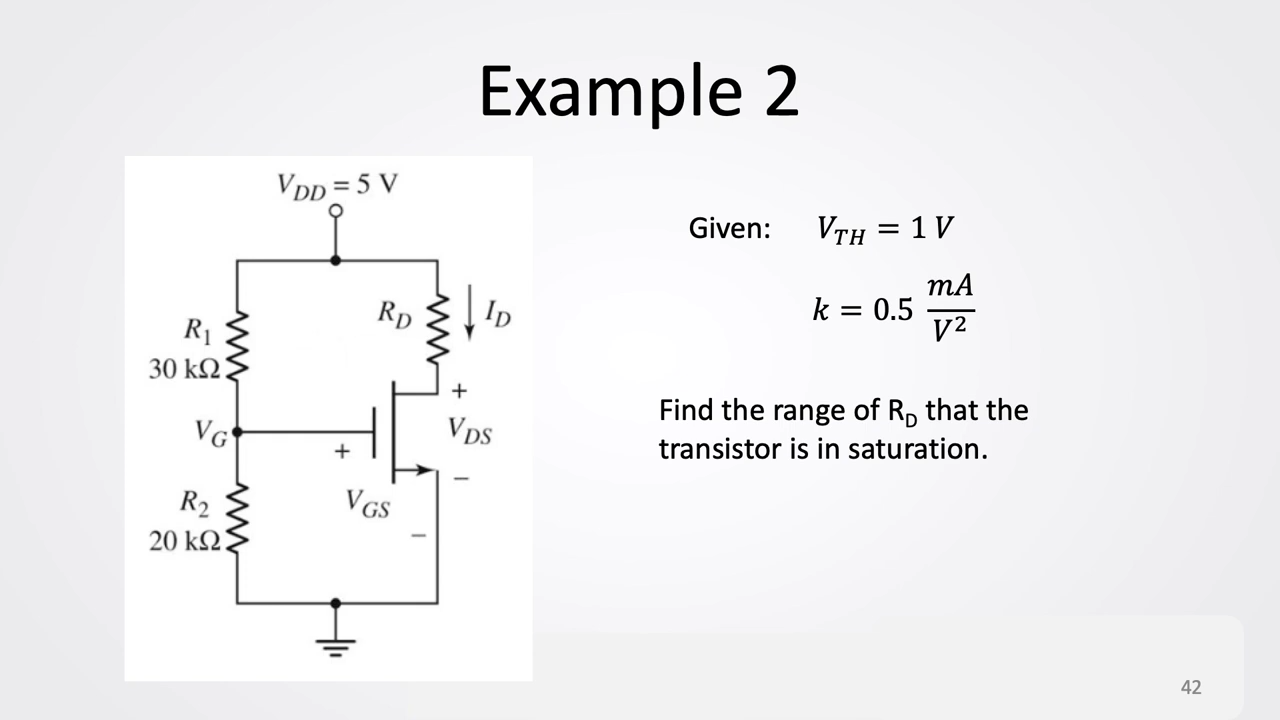 Example 2
V_DD = 5 V
R_D
I_D
R_1
30 kΩ
+
V_G
V_DS
+
−
R_2
V_GS
20 kΩ
−
Given: V_TH = 1 V
k = 0.5 mA/V²
Find the range of R_D that the
transistor is in saturation.
42